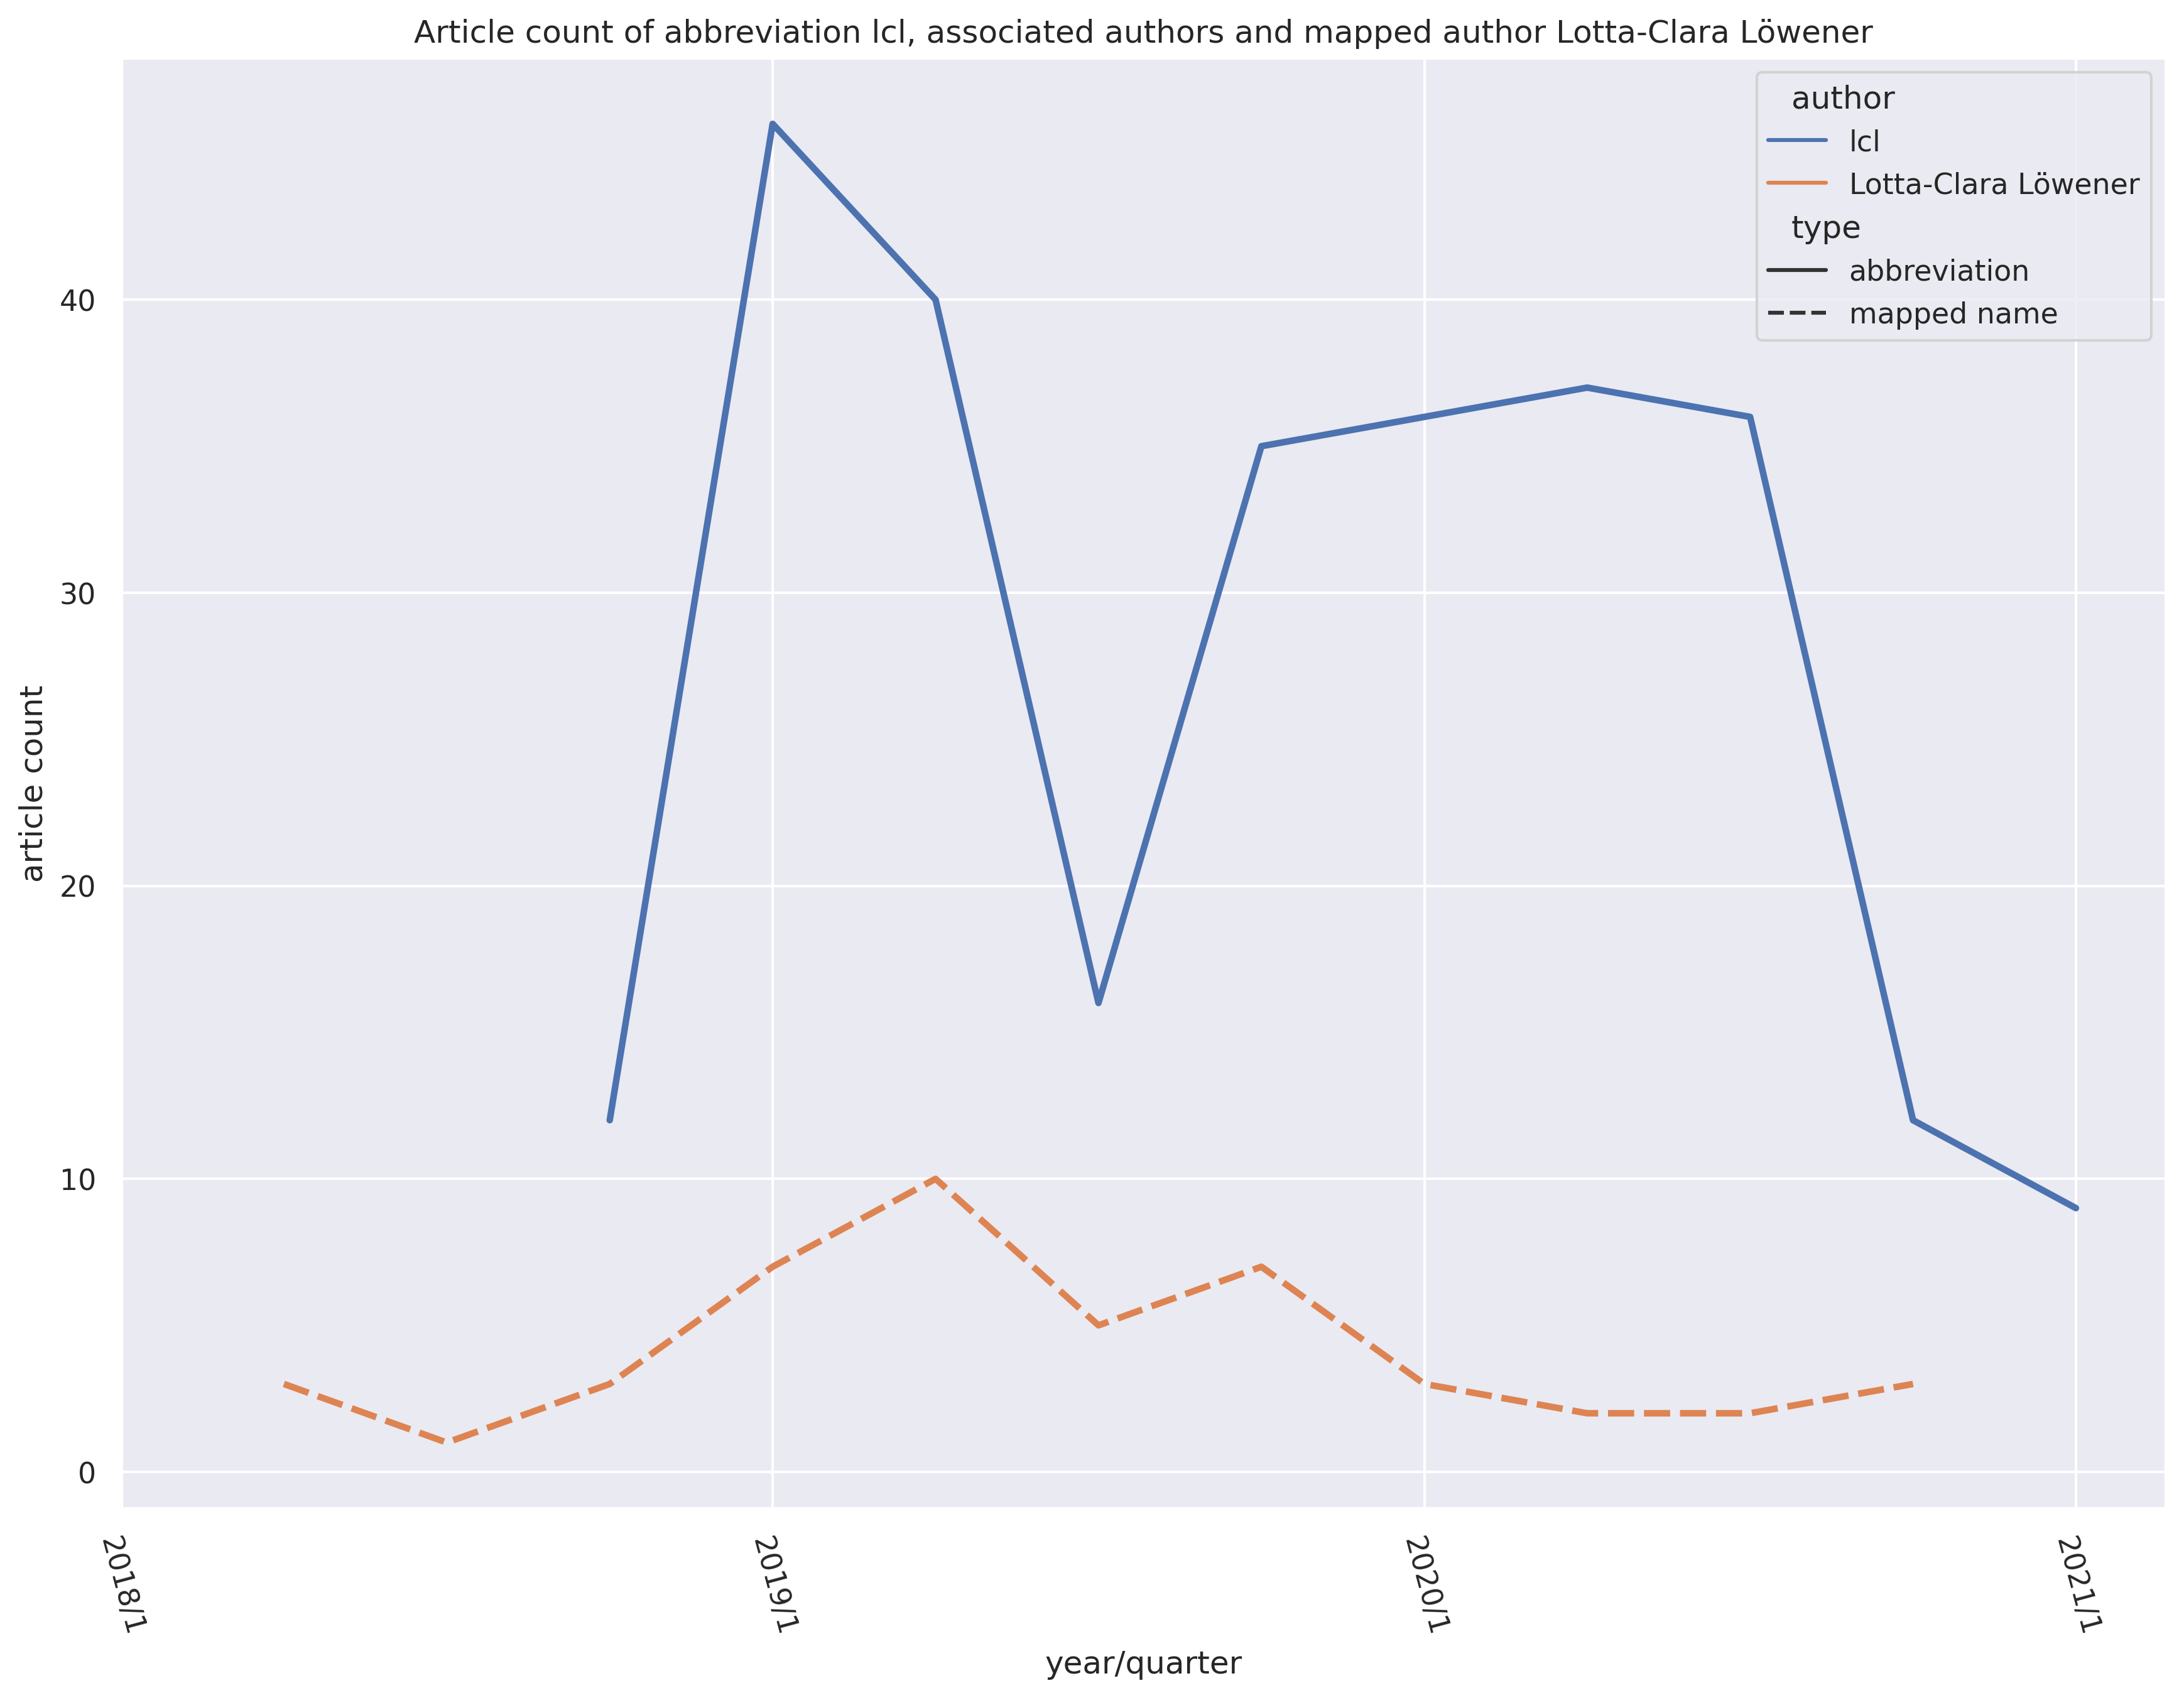 Article count of abbreviation lcl, associated authors and mapped author Lotta-Clara Löwener
author
lcl
Lotta-Clara Löwener
type
abbreviation
mapped name
article count
40
30
20
10
0
2018/1
2019/1
2020/1
2021/1
year/quarter